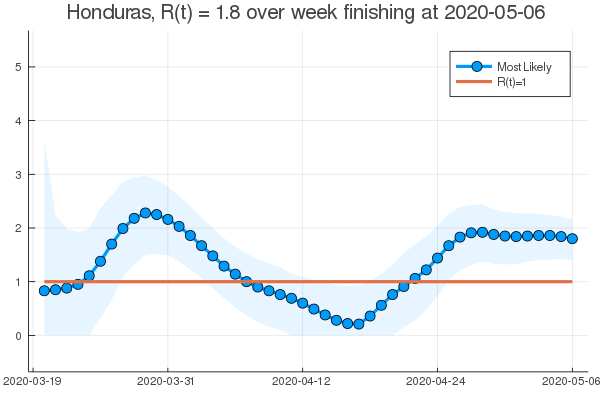 Honduras, R(t) = 1.8 over week finishing at 2020-05-06
Most Likely
R(t)=1
5
4
3
2
1
0
2020-03-19 2020-03-31 2020-04-12 2020-04-24 2020-05-06